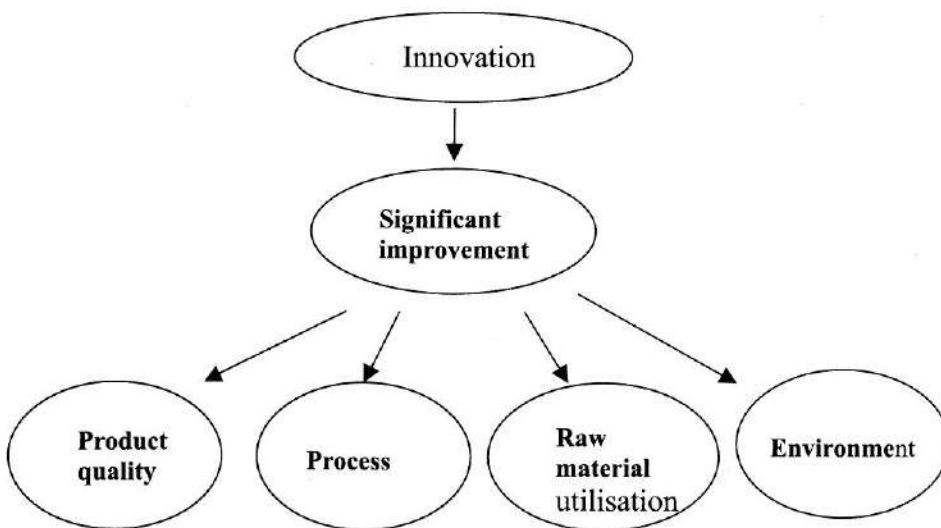 Innovation
Significant
improvement
Product
quality
Process
Raw
material
utilisation
Environment